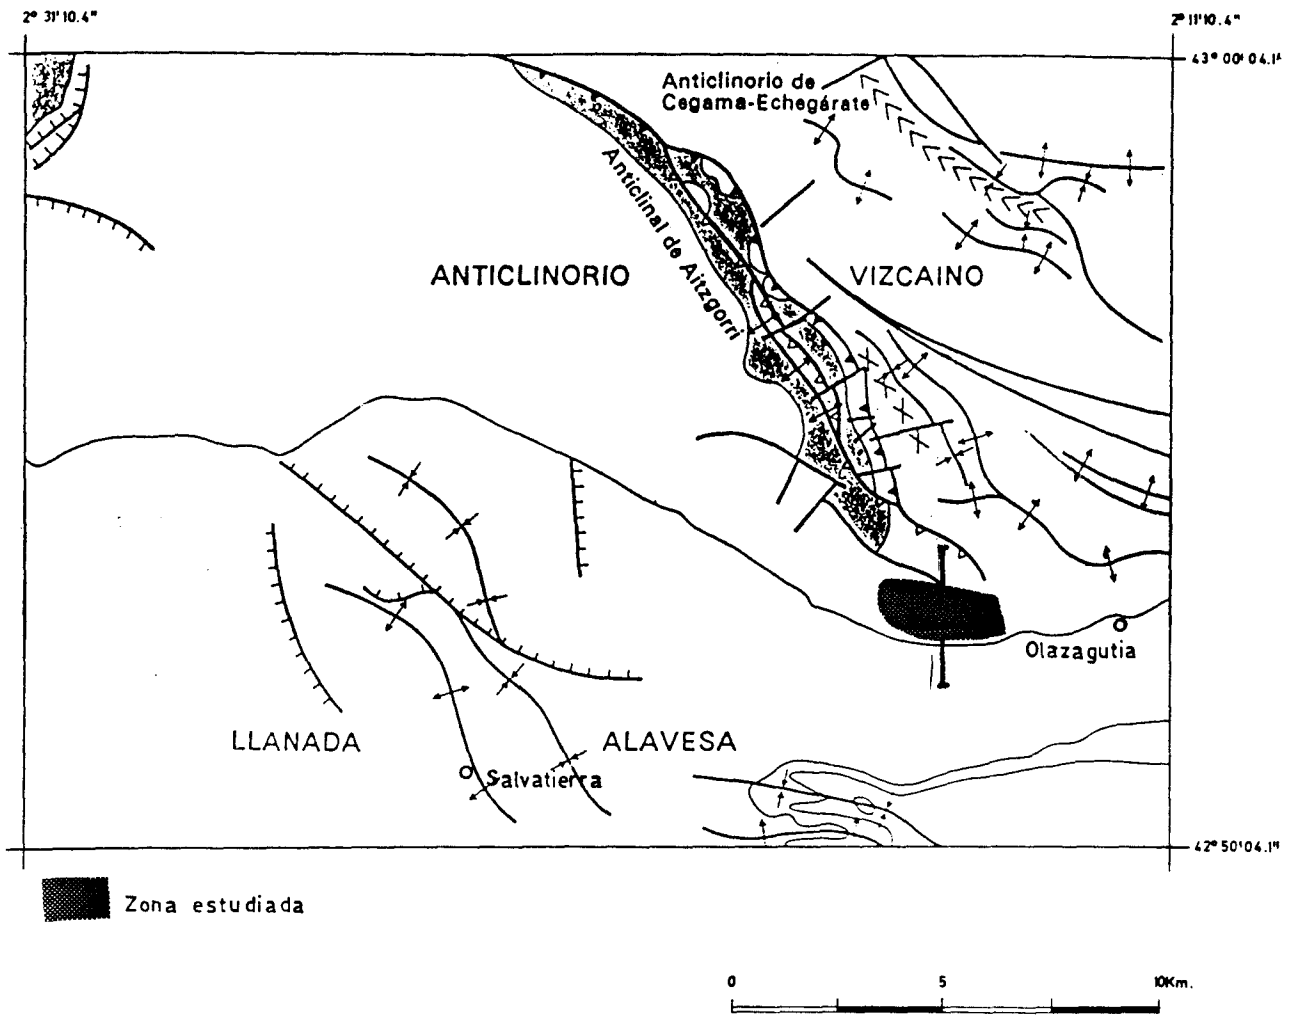 2° 31'10.4"
2° 11'10.4"
43° 00' 04.1"
Anticlinorio de
Cegama-Echegárate
Anticlinal de Aitzgorri
ANTICLINORIO
VIZCAINO
Olazagutia
LLANADA
ALAVESA
Salvatierra
42° 50'04.1"
Zona estudiada
0
5
10Km.